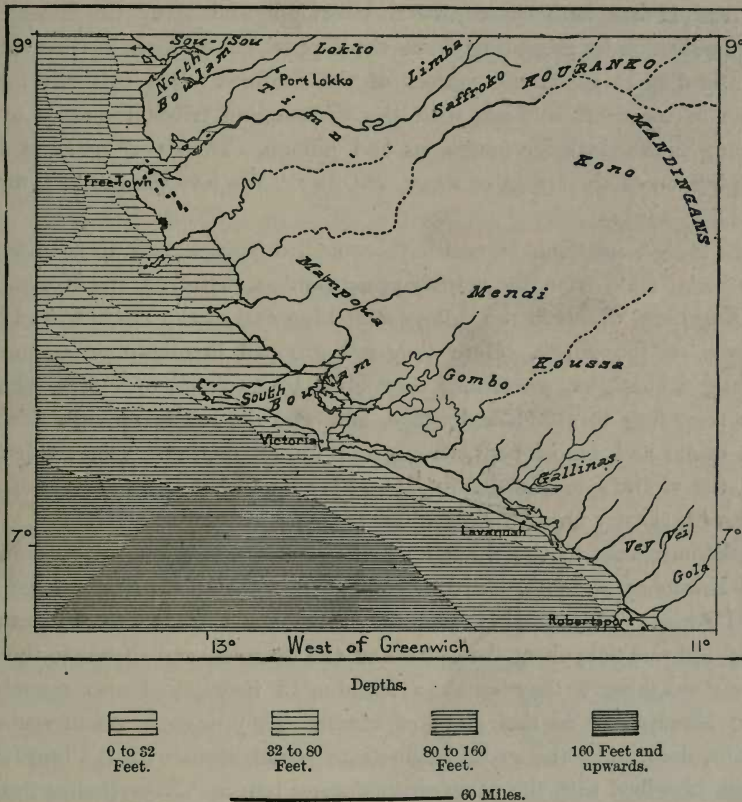 9°
9°
Sou-Sou
Lokko
Limba
North
Boulam
Port Lokko
Saffroko
KOURANKO
MANDINGANS
Free-Town
Kono
Mampoua
Mendi
Koussa
Gombo
South
Boulam
Victoria
Gallinas
Lavannah
7°
7°
Vey (Vei)
Gola
Robertsport
13°
West of Greenwich
11°
Depths.
0 to 32
Feet.
32 to 80
Feet.
80 to 160
Feet.
160 Feet and
upwards.
60 Miles.